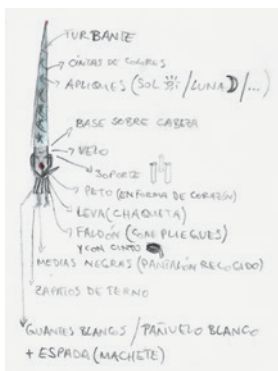 TURBANTE
CINTAS DE COLORES
APLIQUES (SOL /LUNA /...)
BASE SOBRE CABEZA
VELO
SOPORTE
PETO (EN FORMA DE CORAZÓN)
LEVA (CHAQUETA)
FALDÓN (CON PLIEGUES)
Y CON CINTO
MEDIAS NEGRAS (PANTALÓN RECOGIDO)
ZAPATOS DE TERNO
GUANTES BLANCOS / PAÑUELO BLANCO
+ ESPADA (MACHETE)